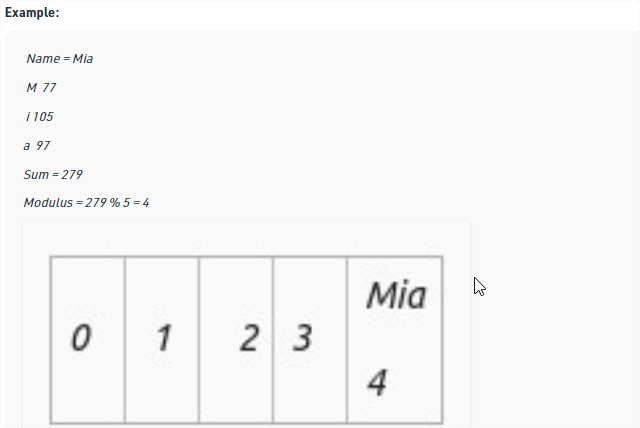 Example:
Name = Mia
M 77
i 105
a 97
Sum = 279
Modulus = 279 % 5 = 4
Mia
0 1 2 3
4